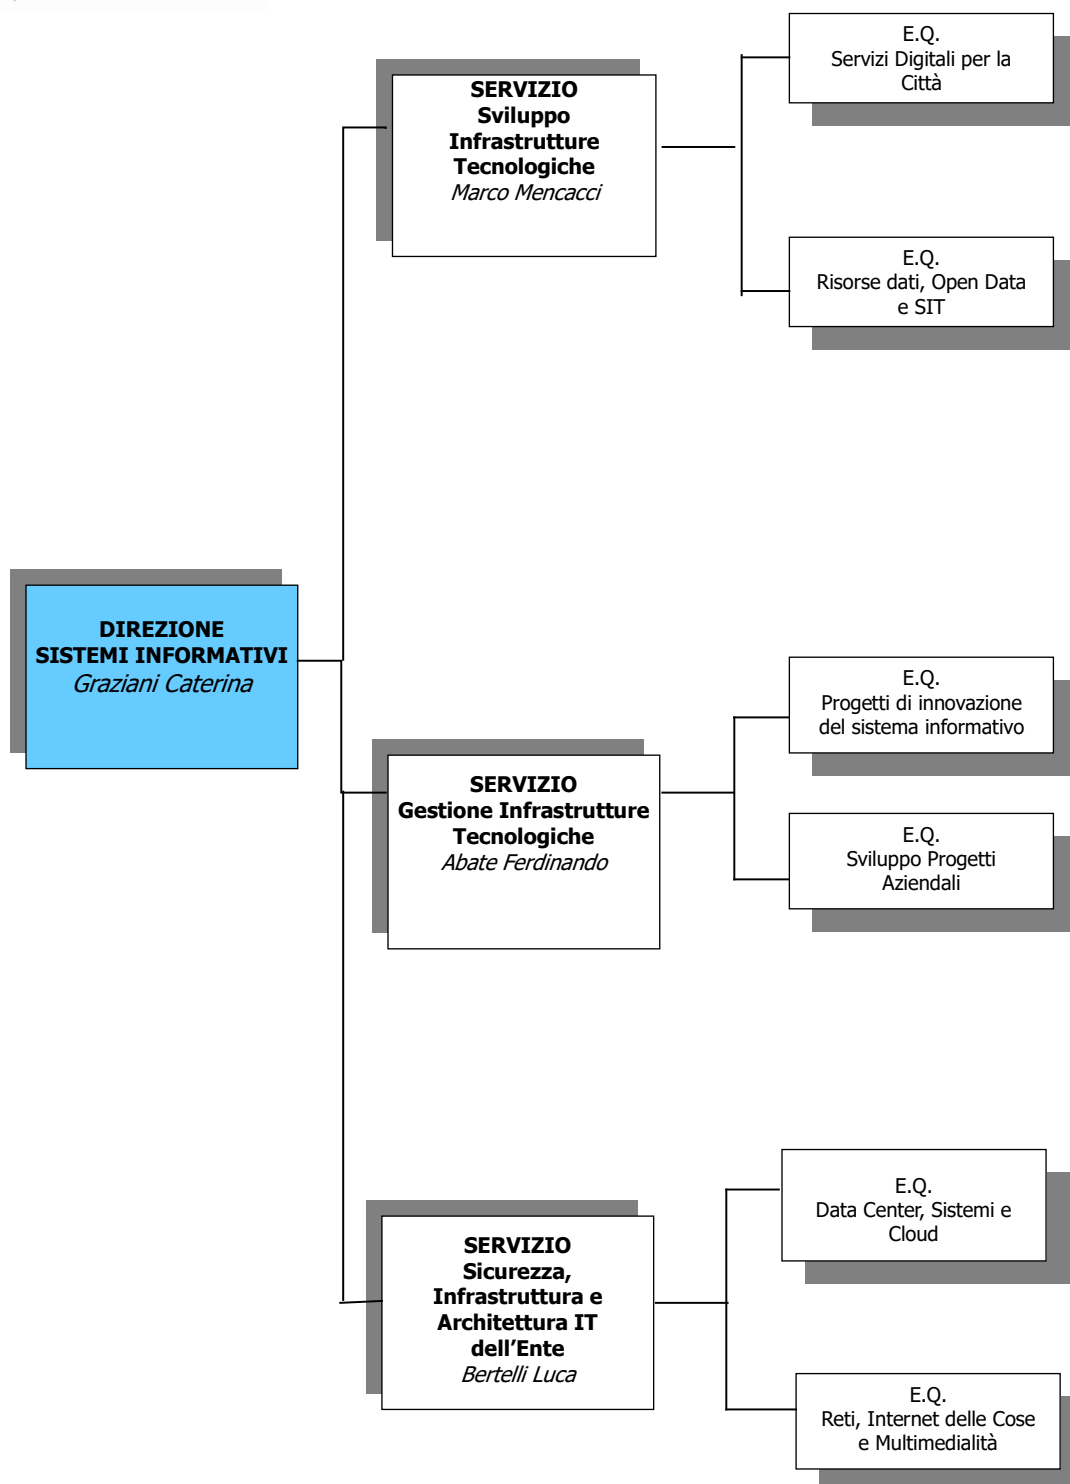 E.Q.
Servizi Digitali per la
Città
SERVIZIO
Sviluppo
Infrastrutture
Tecnologiche
Marco Mencacci
E.Q.
Risorse dati, Open Data
e SIT
DIREZIONE
SISTEMI INFORMATIVI
Graziani Caterina
E.Q.
Progetti di innovazione
del sistema informativo
SERVIZIO
Gestione Infrastrutture
Tecnologiche
Abate Ferdinando
E.Q.
Sviluppo Progetti
Aziendali
E.Q.
Data Center, Sistemi e
Cloud
SERVIZIO
Sicurezza,
Infrastruttura e
Architettura IT
dell’Ente
Bertelli Luca
E.Q.
Reti, Internet delle Cose
e Multimedialità